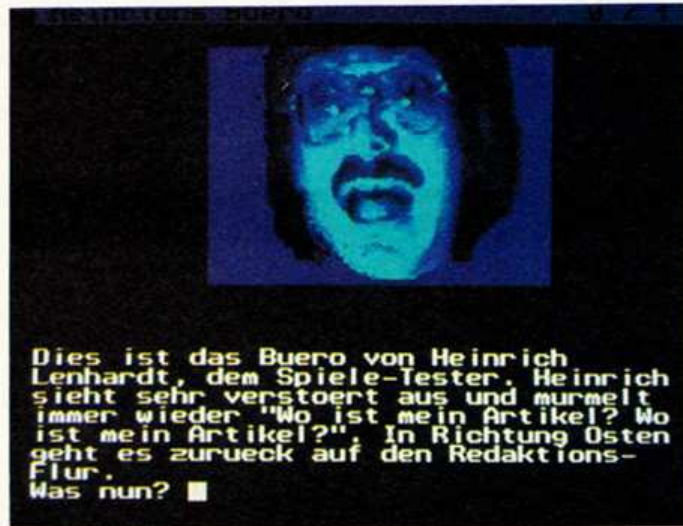 Heinrichs Buero
Dies ist das Buero von Heinrich
Lenhardt, dem Spiele-Tester. Heinrich
sieht sehr verstoert aus und murmelt
immer wieder "Wo ist mein Artikel? Wo
ist mein Artikel?". In Richtung Osten
geht es zurueck auf den Redaktions-
Flur.
Was nun?